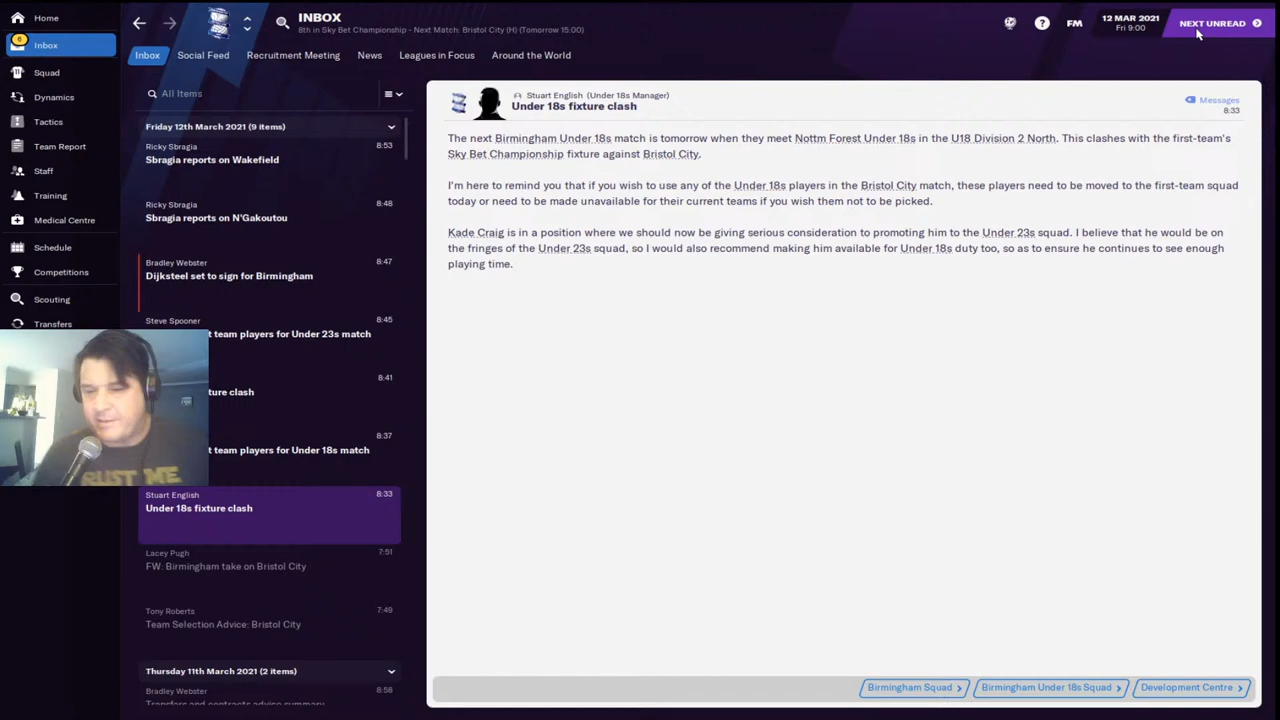 Home
INBOX
8th in Sky Bet Championship - Next Match: Bristol City (H) (Tomorrow 15:00)
FM
12 MAR 2021
Fri 9:00
NEXT UNREAD
6
Inbox
Squad
Dynamics
Tactics
Team Report
Staff
Training
Medical Centre
Schedule
Competitions
Scouting
Transfers
Inbox
Social Feed
Recruitment Meeting
News
Leagues in Focus
Around the World
All Items
Friday 12th March 2021 (9 items)
Ricky Sbragia
8:53
Sbragia reports on Wakefield
Ricky Sbragia
8:48
Sbragia reports on N'Gakoutou
Bradley Webster
8:47
Dijksteel set to sign for Birmingham
Steve Spooner
8:45
t team players for Under 23s match
8:41
ture clash
8:37
t team players for Under 18s match
Stuart English
8:33
Under 18s fixture clash
Lacey Pugh
7:51
FW: Birmingham take on Bristol City
Tony Roberts
7:49
Team Selection Advice: Bristol City
Thursday 11th March 2021 (2 items)
Bradley Webster
8:58
Transfers and contracts advice summary
Stuart English (Under 18s Manager)
Under 18s fixture clash
Messages
8:33
The next Birmingham Under 18s match is tomorrow when they meet Nottm Forest Under 18s in the U18 Division 2 North. This clashes with the first-team's
Sky Bet Championship fixture against Bristol City.
I'm here to remind you that if you wish to use any of the Under 18s players in the Bristol City match, these players need to be moved to the first-team squad
today or need to be made unavailable for their current teams if you wish them not to be picked.
Kade Craig is in a position where we should now be giving serious consideration to promoting him to the Under 23s squad. I believe that he would be on
the fringes of the Under 23s squad, so I would also recommend making him available for Under 18s duty too, so as to ensure he continues to see enough
playing time.
Birmingham Squad
Birmingham Under 18s Squad
Development Centre